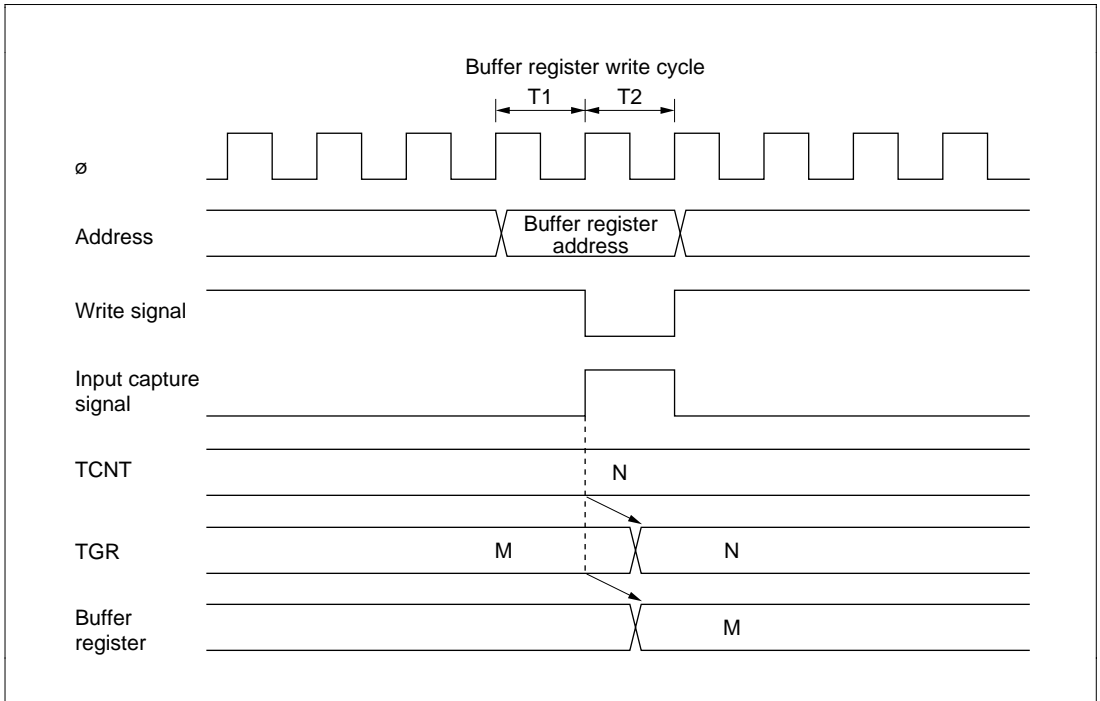 Buffer register write cycle
T1 T2
ø
Address
Buffer register
address
Write signal
Input capture
signal
TCNT
N
TGR
M
N
Buffer
register
M